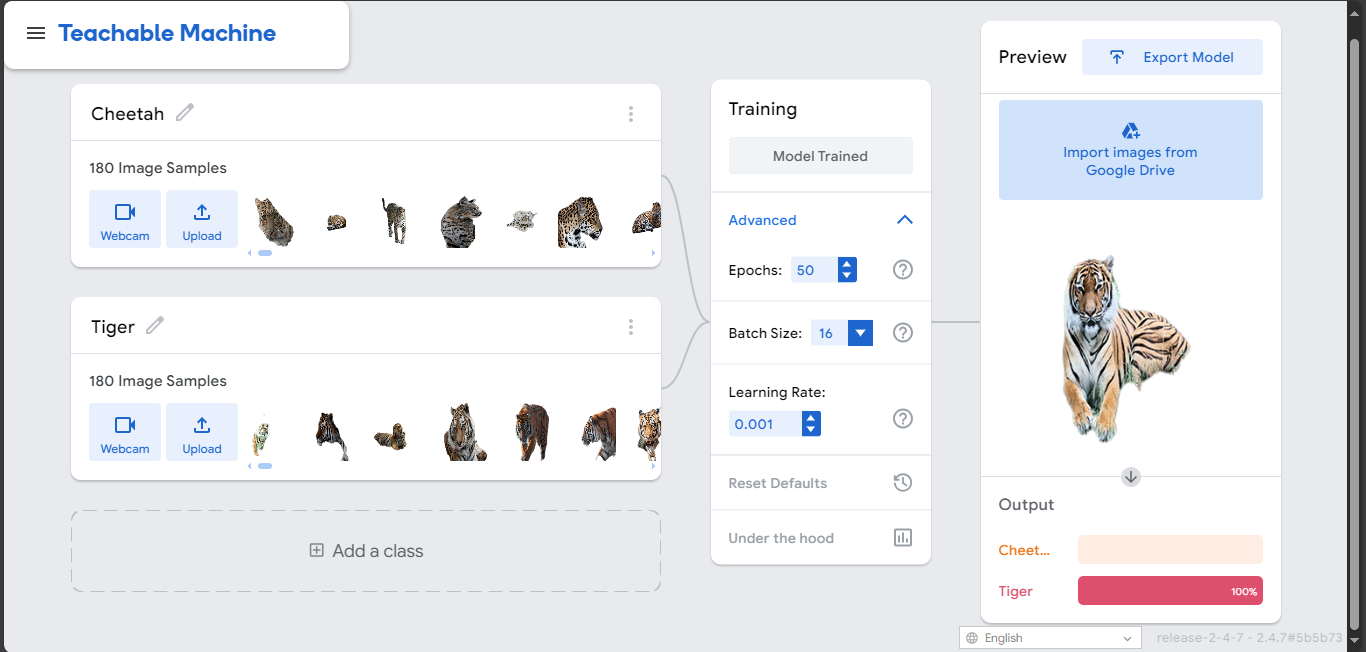 Teachable Machine
Cheetah
180 Image Samples
Webcam
Upload
Tiger
180 Image Samples
Webcam
Upload
Add a class
Training
Model Trained
Advanced
Epochs:
50
Batch Size:
16
Learning Rate:
0.001
Reset Defaults
Under the hood
Preview
Export Model
Import images from
Google Drive
Output
Cheet...
Tiger
100%
English
release-2-4-7 - 2.4.7#5b5b73